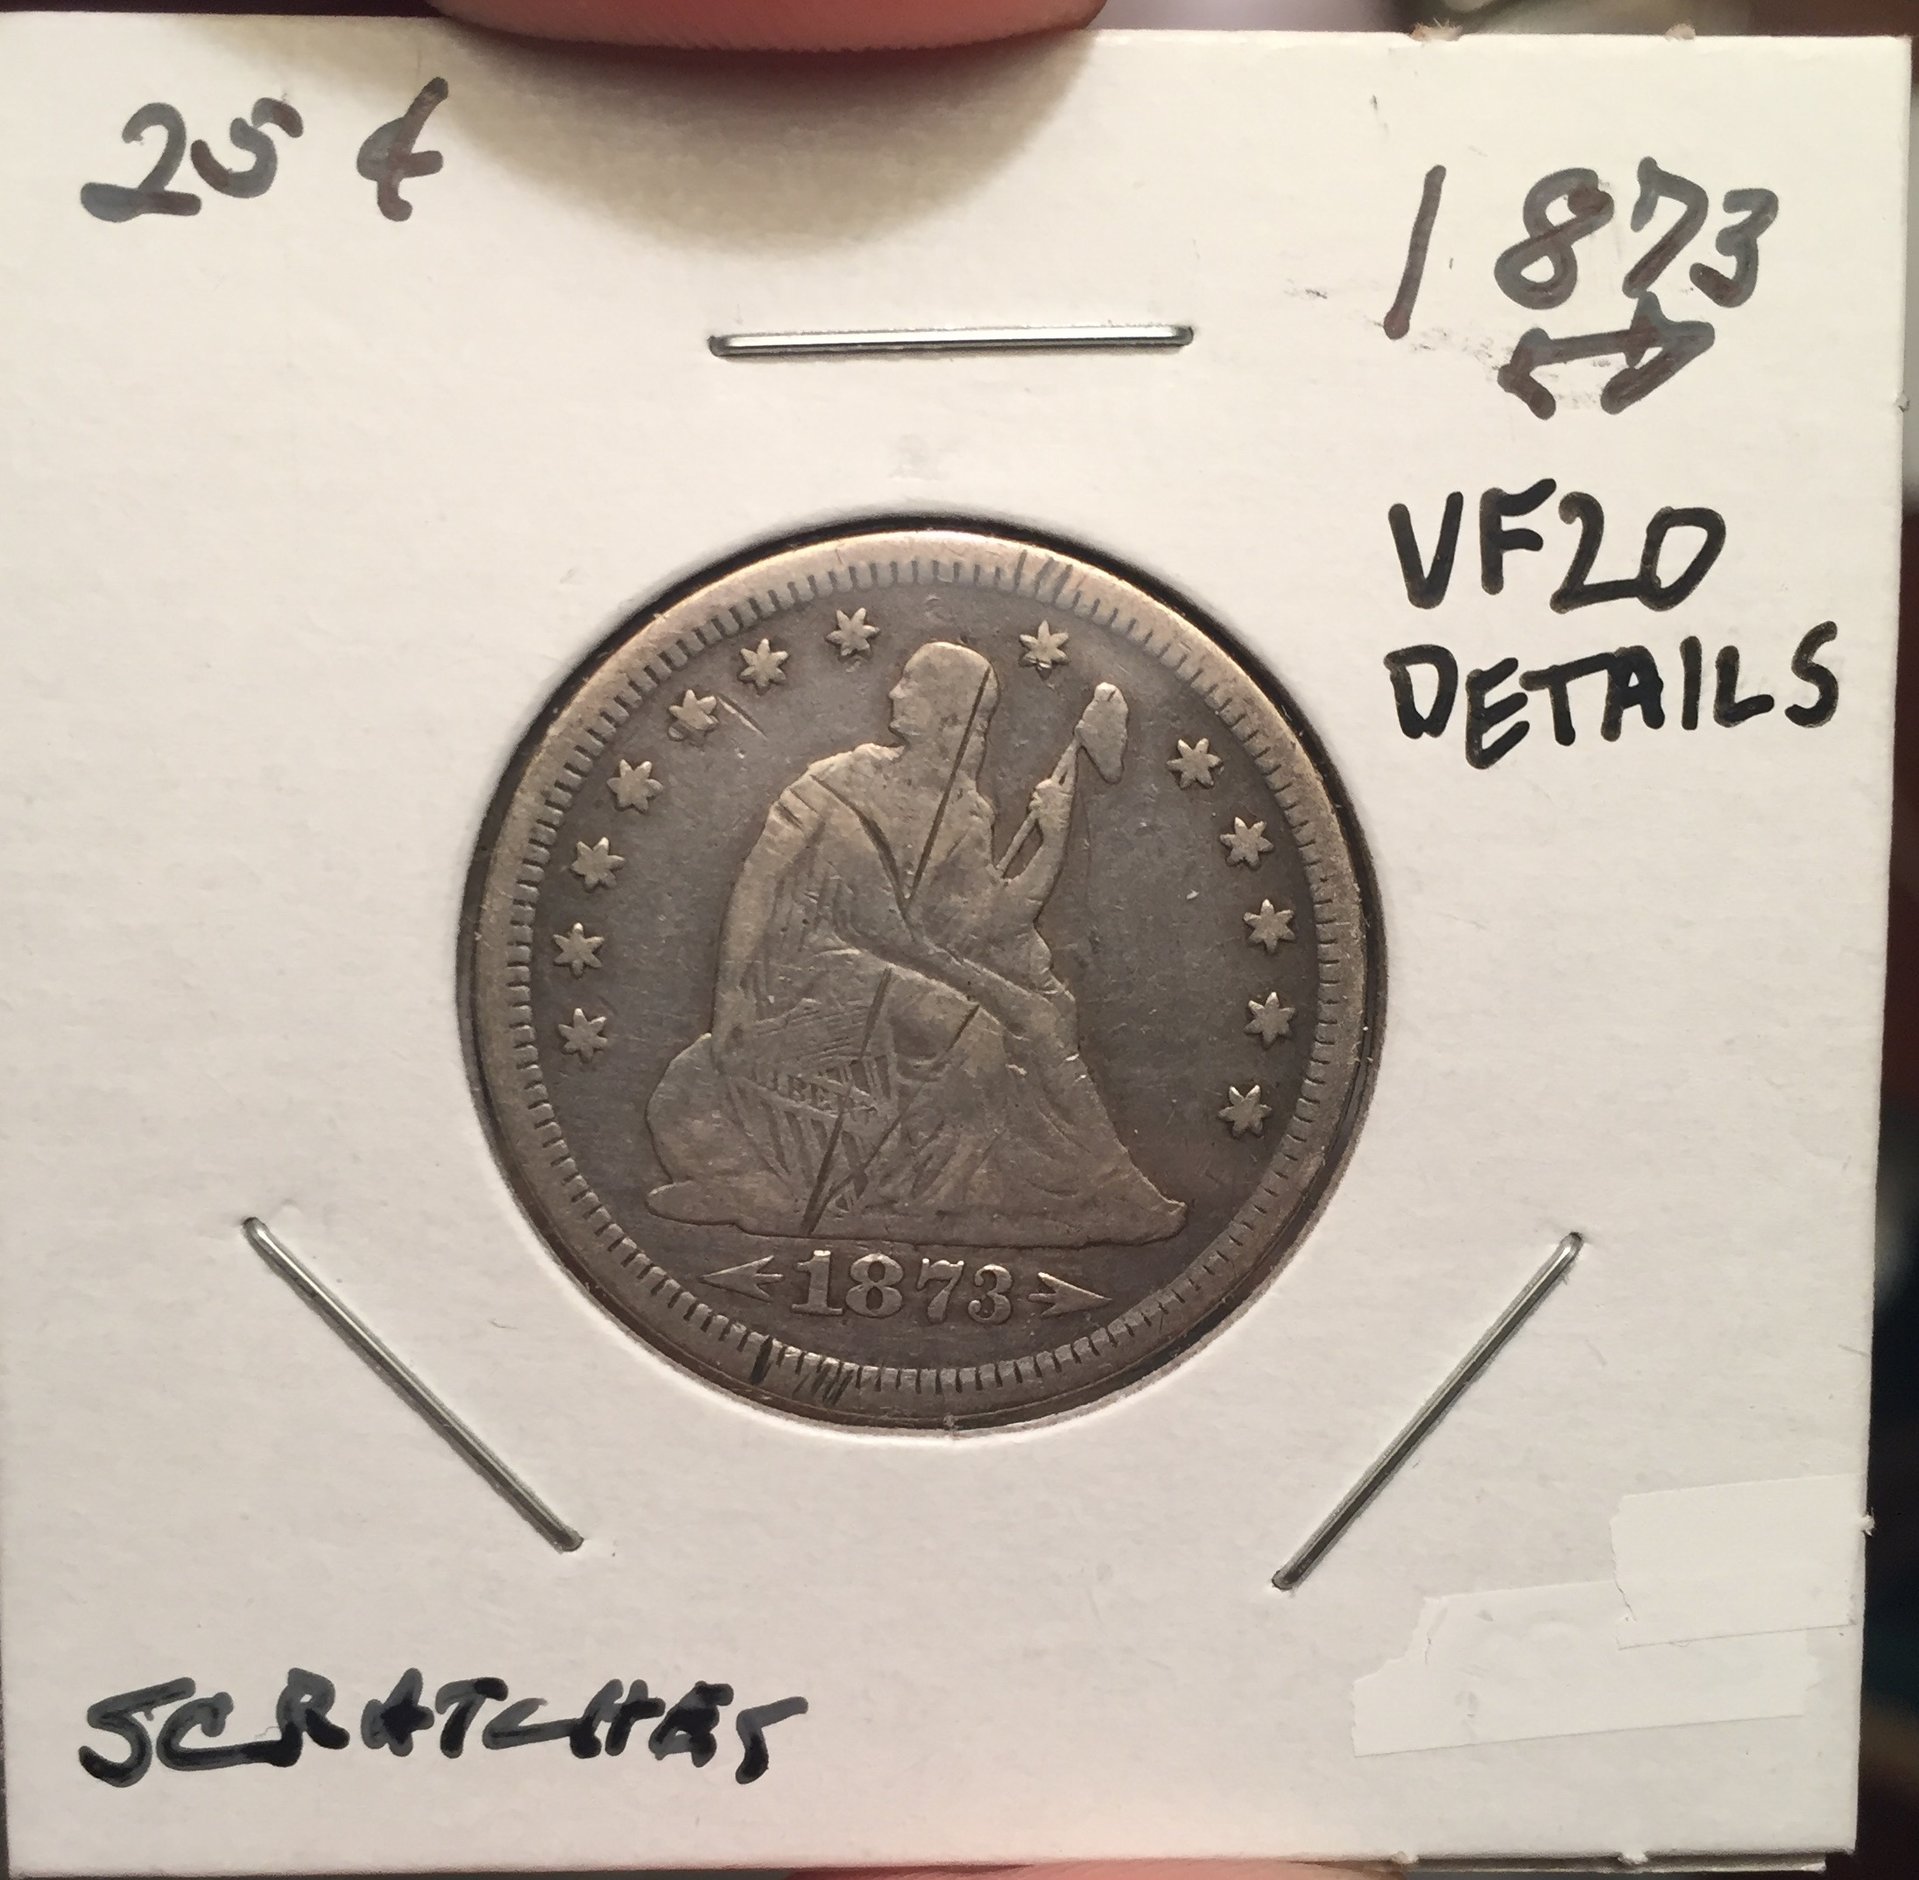 25 ¢
1873
↔
VF20
DETAILS
1873
SCRATCHES